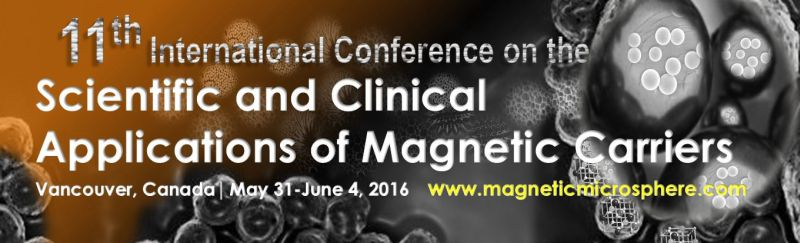 11th International Conference on the
Scientific and Clinical
Applications of Magnetic Carriers
Vancouver, Canada| May 31-June 4, 2016 www.magneticmicrosphere.com